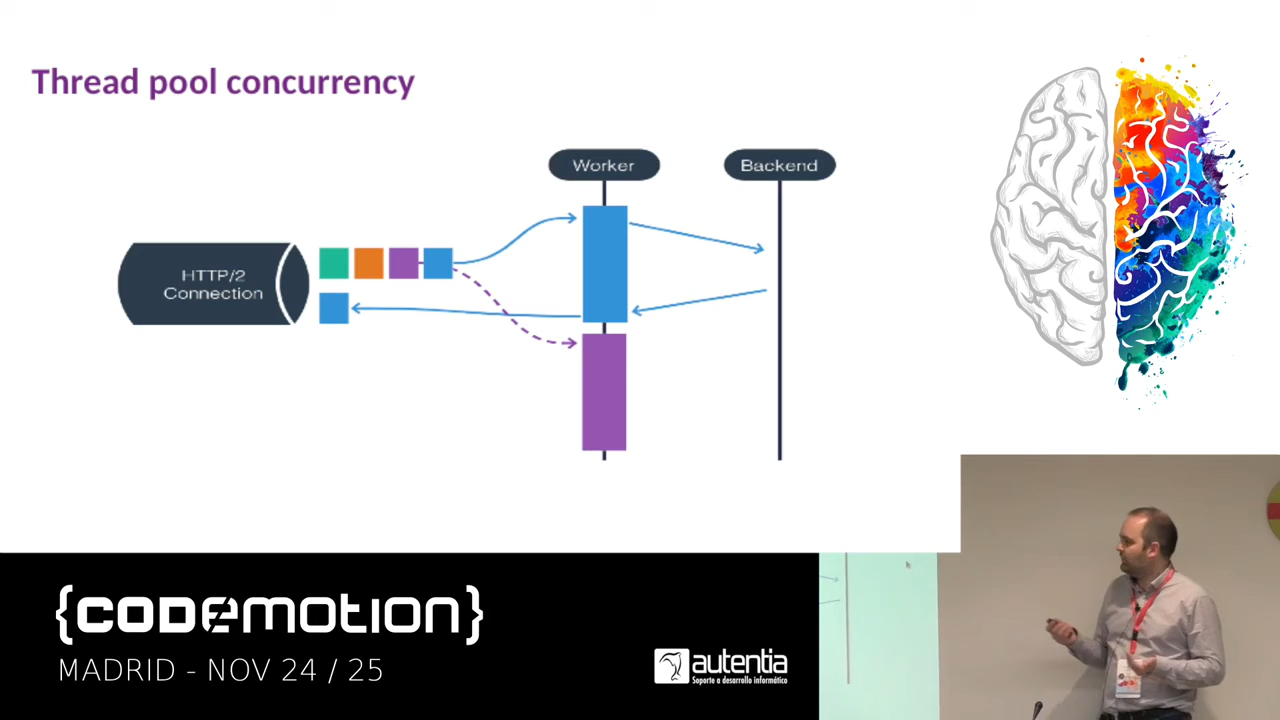 Thread pool concurrency
Worker
Backend
HTTP/2
Connection
{CODEMOTION}
MADRID - NOV 24 / 25
autentia
Soporte a desarrollo informático